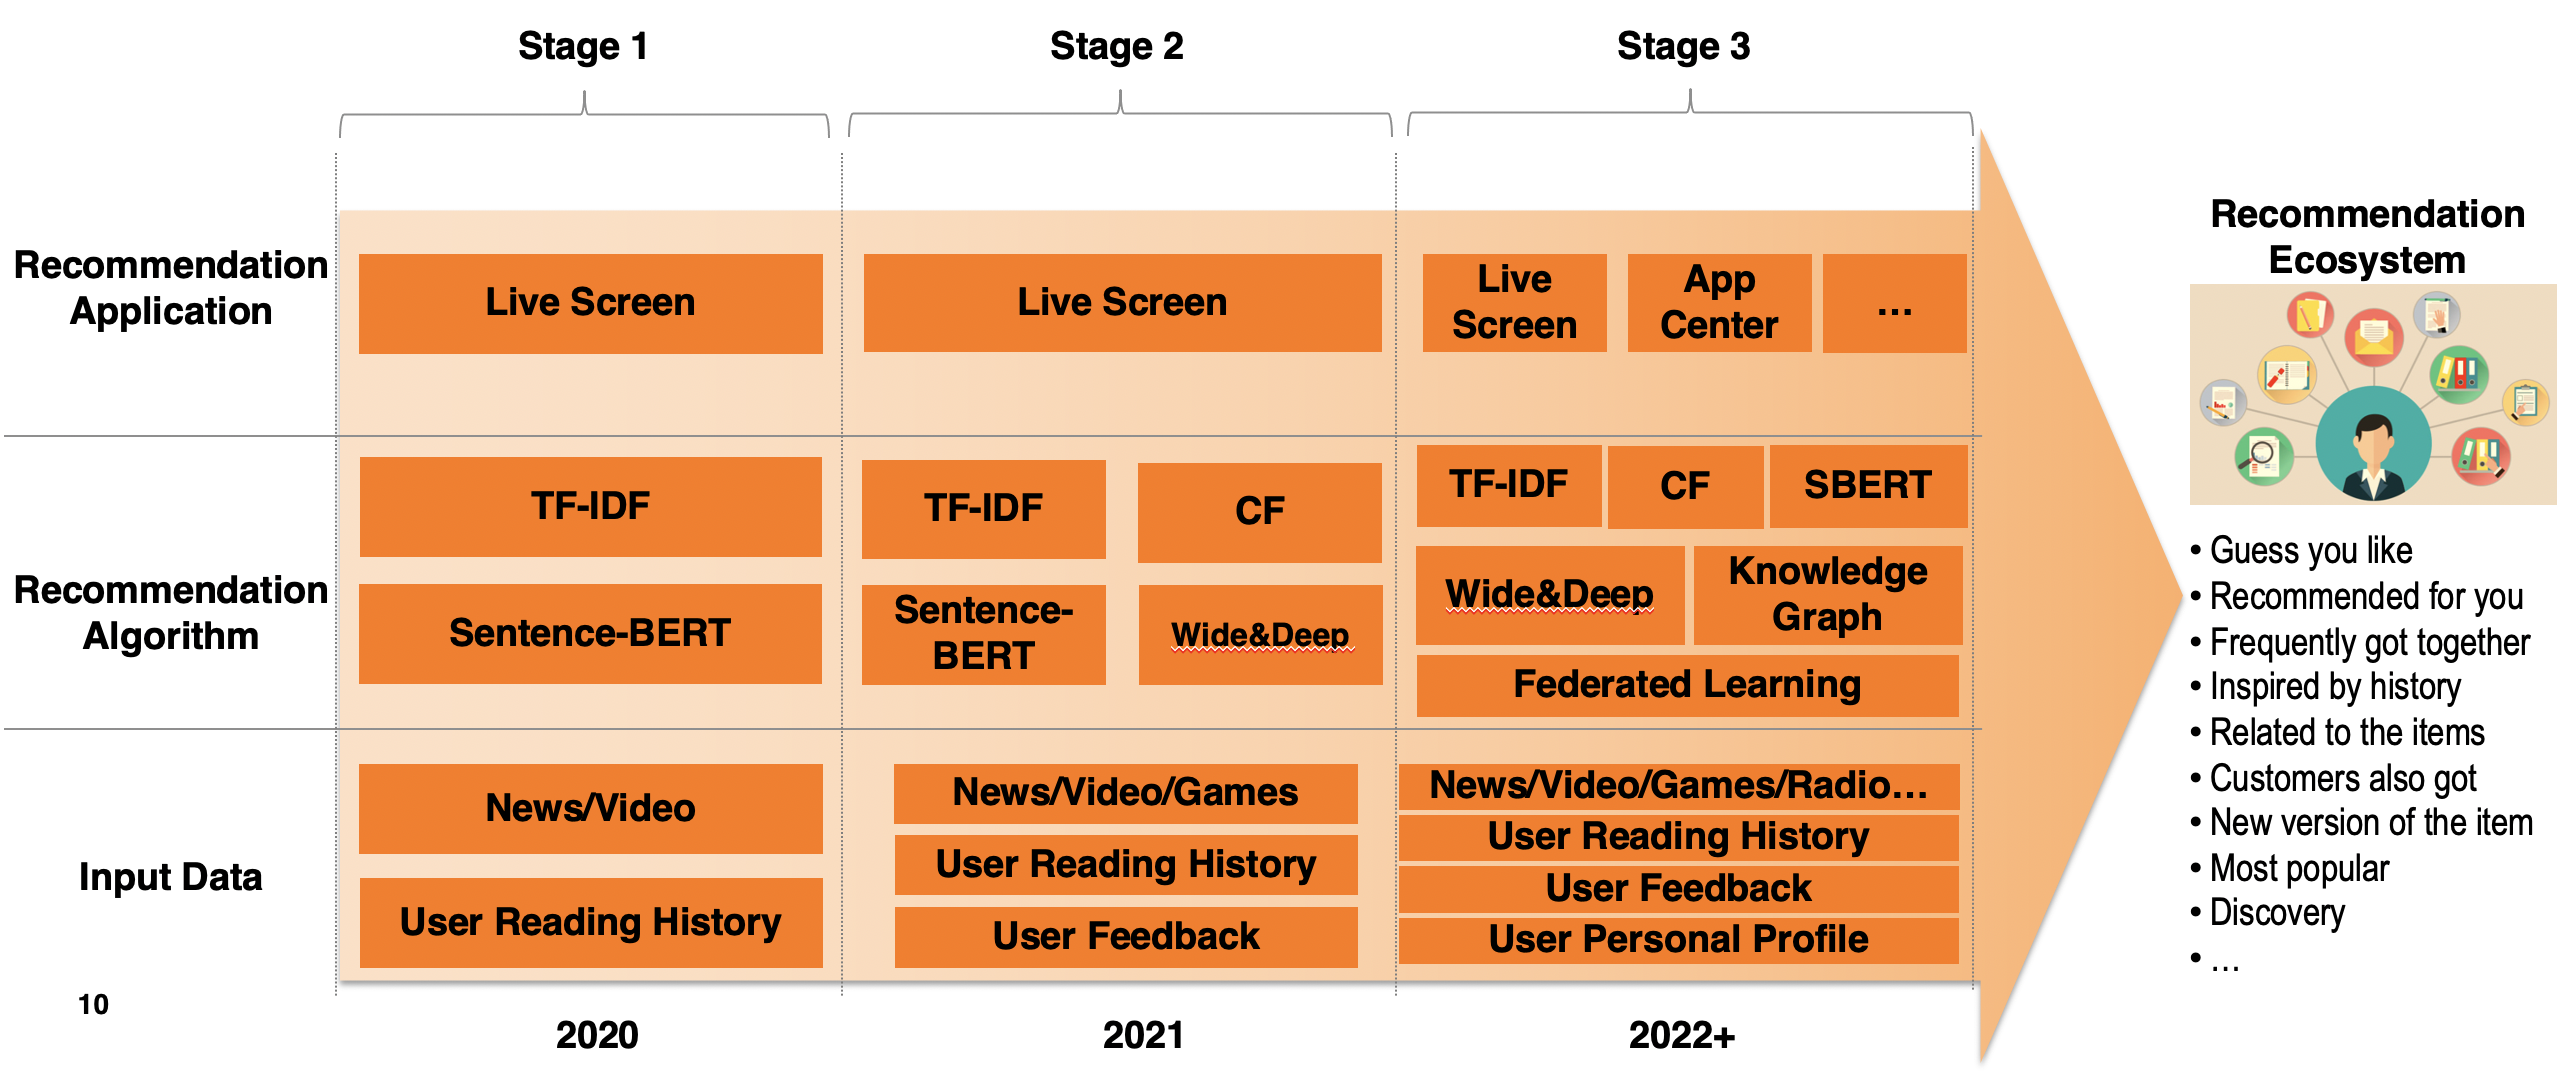 Stage 1
Stage 2
Stage 3
Recommendation
Application
Live Screen
Live Screen
Live
Screen
App
Center
...
Recommendation
Algorithm
TF-IDF
Sentence-BERT
TF-IDF
CF
Sentence-
BERT
Wide&Deep
TF-IDF
CF
SBERT
Wide&Deep
Knowledge
Graph
Federated Learning
Input Data
News/Video
User Reading History
News/Video/Games
User Reading History
User Feedback
News/Video/Games/Radio...
User Reading History
User Feedback
User Personal Profile
10
2020
2021
2022+
Recommendation
Ecosystem
• Guess you like
• Recommended for you
• Frequently got together
• Inspired by history
• Related to the items
• Customers also got
• New version of the item
• Most popular
• Discovery
• ...